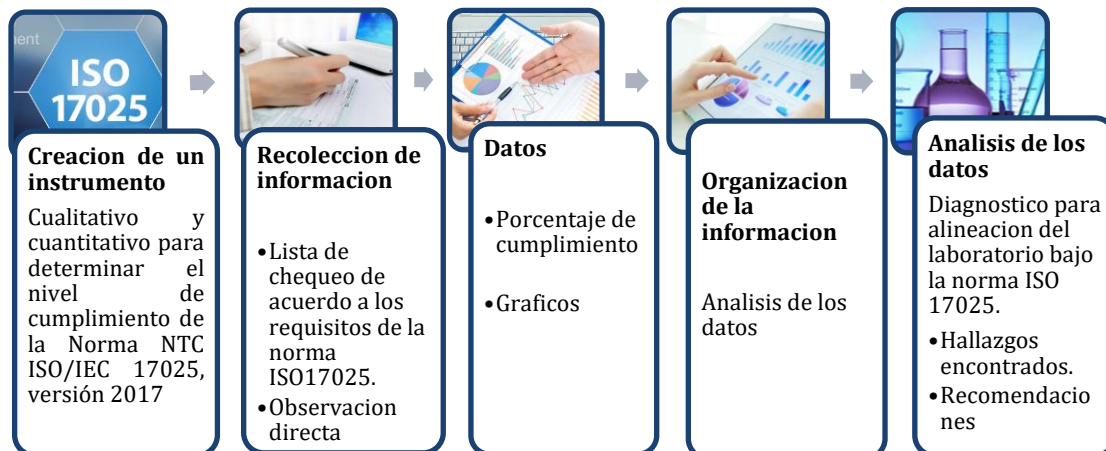 ment
ISO
17025
Creacion de un
instrumento
Cualitativo y
cuantitativo para
determinar el
nivel de
cumplimiento de
la Norma NTC
ISO/IEC 17025,
versión 2017
Recoleccion de
informacion
•Lista de
chequeo de
acuerdo a los
requisitos de la
norma
ISO17025.
•Observacion
directa
Datos
•Porcentaje de
cumplimiento
•Graficos
Organizacion
de la
informacion
Analisis de los
datos
Analisis de los
datos
Diagnostico para
alineacion del
laboratorio bajo
la norma ISO
17025.
•Hallazgos
encontrados.
•Recomendacio
nes